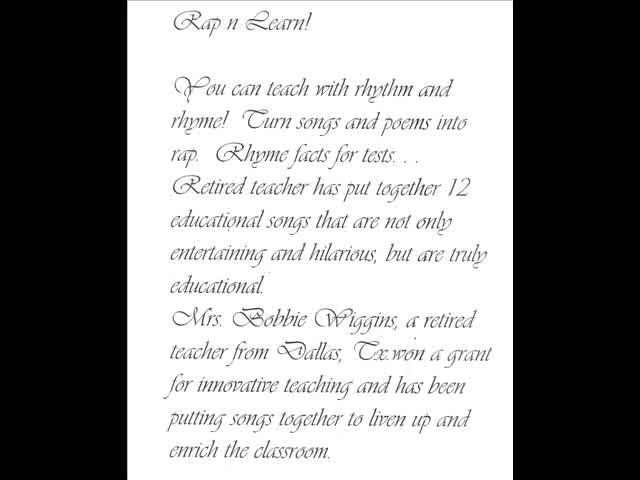 Rap n Learn!
You can teach with rhythm and
rhyme! Turn songs and poems into
rap. Rhyme facts for tests. . .
Retired teacher has put together 12
educational songs that are not only
entertaining and hilarious, but are truly
educational.
Mrs. Bobbie Wiggins, a retired
teacher from Dallas, Tx.won a grant
for innovative teaching and has been
putting songs together to liven up and
enrich the classroom.